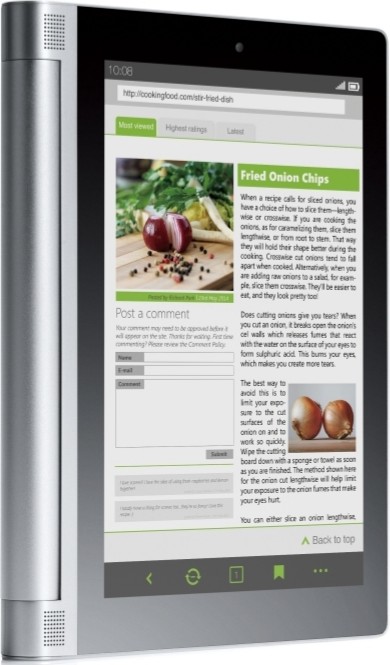 10:08
http://cookingfood.com/stir-fried-dish
Most viewed
Highest ratings
Latest
Posted by Richard Park
Post a comment
Your comment may need to be approved before it
will appear on the site. Thanks for waiting. First time
commenting? Please review the Comment Policy.
Name
E-mail
Comment
Submit
Fried Onion Chips
When a recipe calls for sliced onions, you
have a choice of how to slice them—length-
wise or crosswise. If you are cooking the
onions, as for caramelizing them, slice them
lengthwise, or from root to stem. That way
they will hold their shape better during the
cooking. Crosswise cut onions tend to fall
apart when cooked. Alternatively, when you
are adding raw onions to a salad, for exam-
ple, slice them crosswise. They'll be easier to
eat, and they look pretty too!
Does cutting onions give you tears? When
you cut an onion, it breaks open the onion's
cel walls which releases fumes that react
with the water on the surface of your eyes to
form sulphuric acid. This burns your eyes,
which makes you create more tears.
The best way to
avoid this is to
limit your expo-
sure to the cut
surfaces of the
onion on and to
work so quickly.
Wipe the cutting
board down with a sponge or towel as soon
as you are finished. The method shown here
for the onion cut lengthwise will help limit
your exposure to the onion fumes that make
your eyes hurt.
You can either slice an onion lengthwise,
Back to top
1